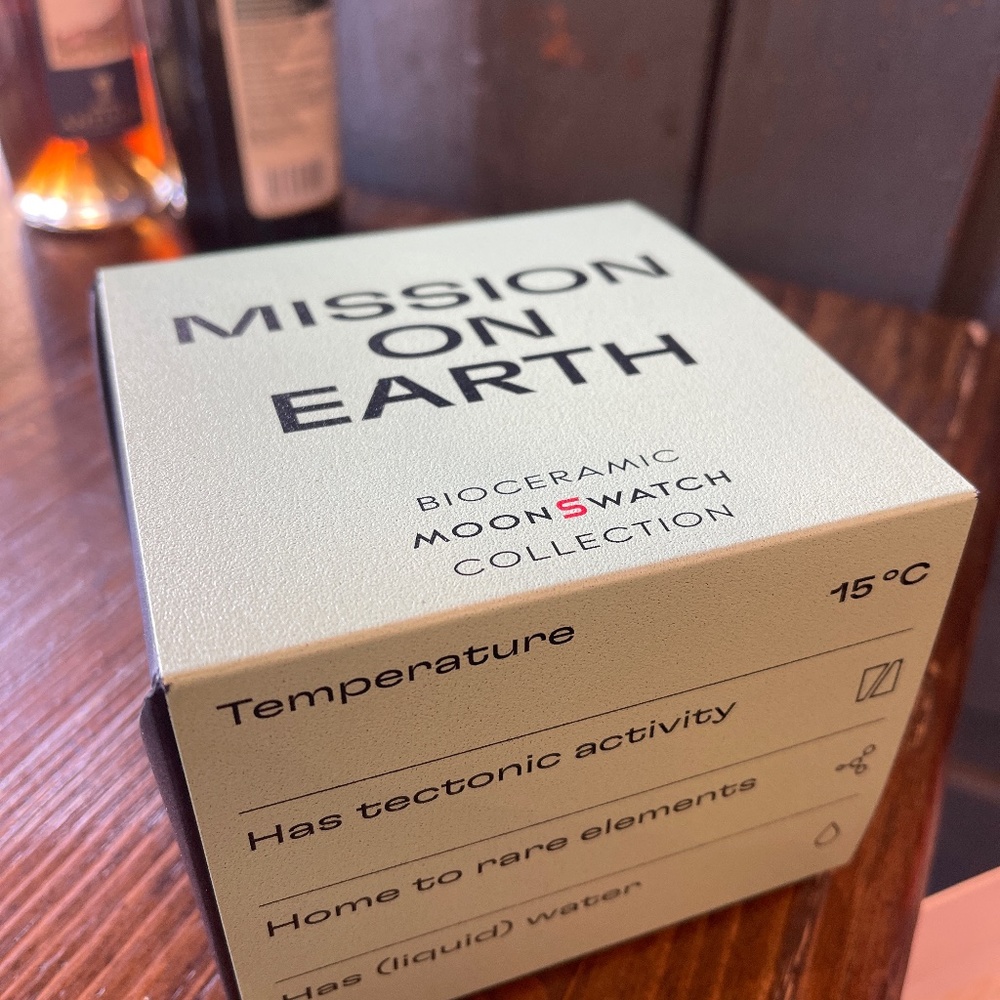 MISSION
ON
EARTH
BIOCERAMIC
MOONSWATCH
COLLECTION
Temperature 15 °C
Has tectonic activity
Home to rare elements
Has (liquid) water